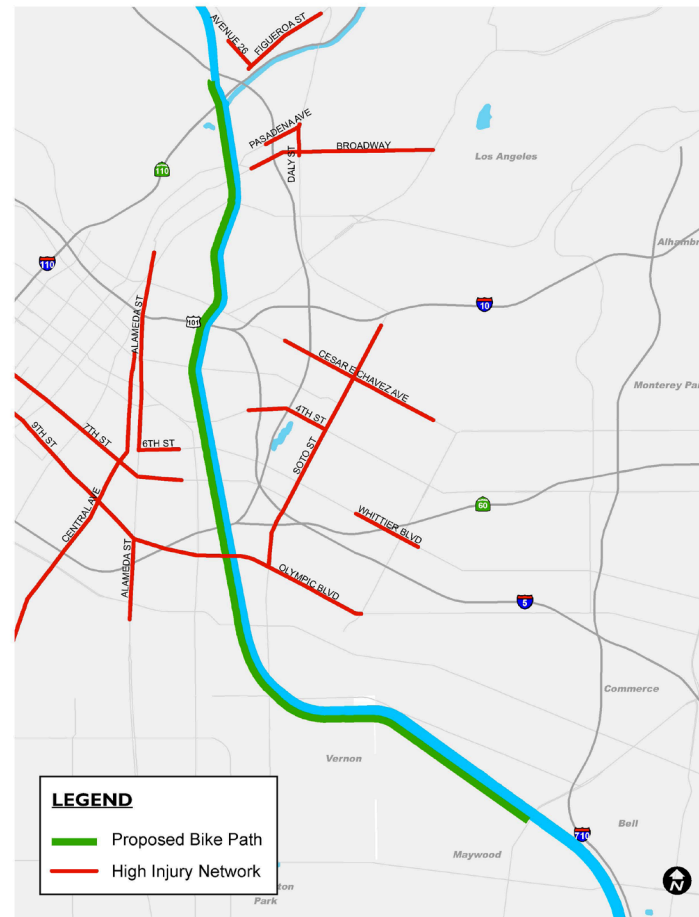 AVENUE 26
FIGUEROA ST
PASADENA AVE
BROADWAY
DALY ST
Los Angeles
110
Alhambr
110
ALAMEDA ST
101
10
CESAR E CHAVEZ AVE
Monterey Par
9TH ST
7TH ST
6TH ST
4TH ST
SOTO ST
60
CENTRAL AVE
WHITTIER BLVD
ALAMEDA ST
OLYMPIC BLVD
5
Commerce
Vernon
LEGEND
Proposed Bike Path
High Injury Network
Bell
710
Maywood
N
ton
Park